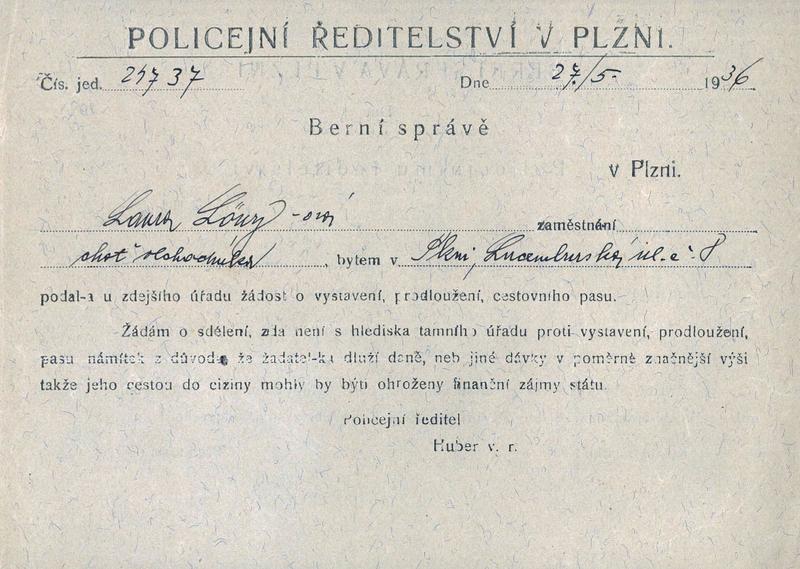 POLICEJNÍ ŘEDITELSTVÍ V PLZNI.
Čís. jed. 24737 Dne 27./5. 1936
Berní správě
v Plzni.
Laura Löwy-ová zaměstnání
choť obchodníka, bytem v Plzni, Lucemburská ul. č. 8
podal-a u zdejšího úřadu žádost o vystavení, prodloužení, cestovního pasu.
Žádám o sdělení, zda není s hlediska tamního úřadu proti vystavení, prodloužení,
pasu námitek z důvodu, že žadatel-ka dluží daně, neb jiné dávky v poměrně značnější výši
takže jeho cestou do ciziny mohly by býti ohroženy finanční zájmy státu.
Policejní ředitel
Huber v. r.